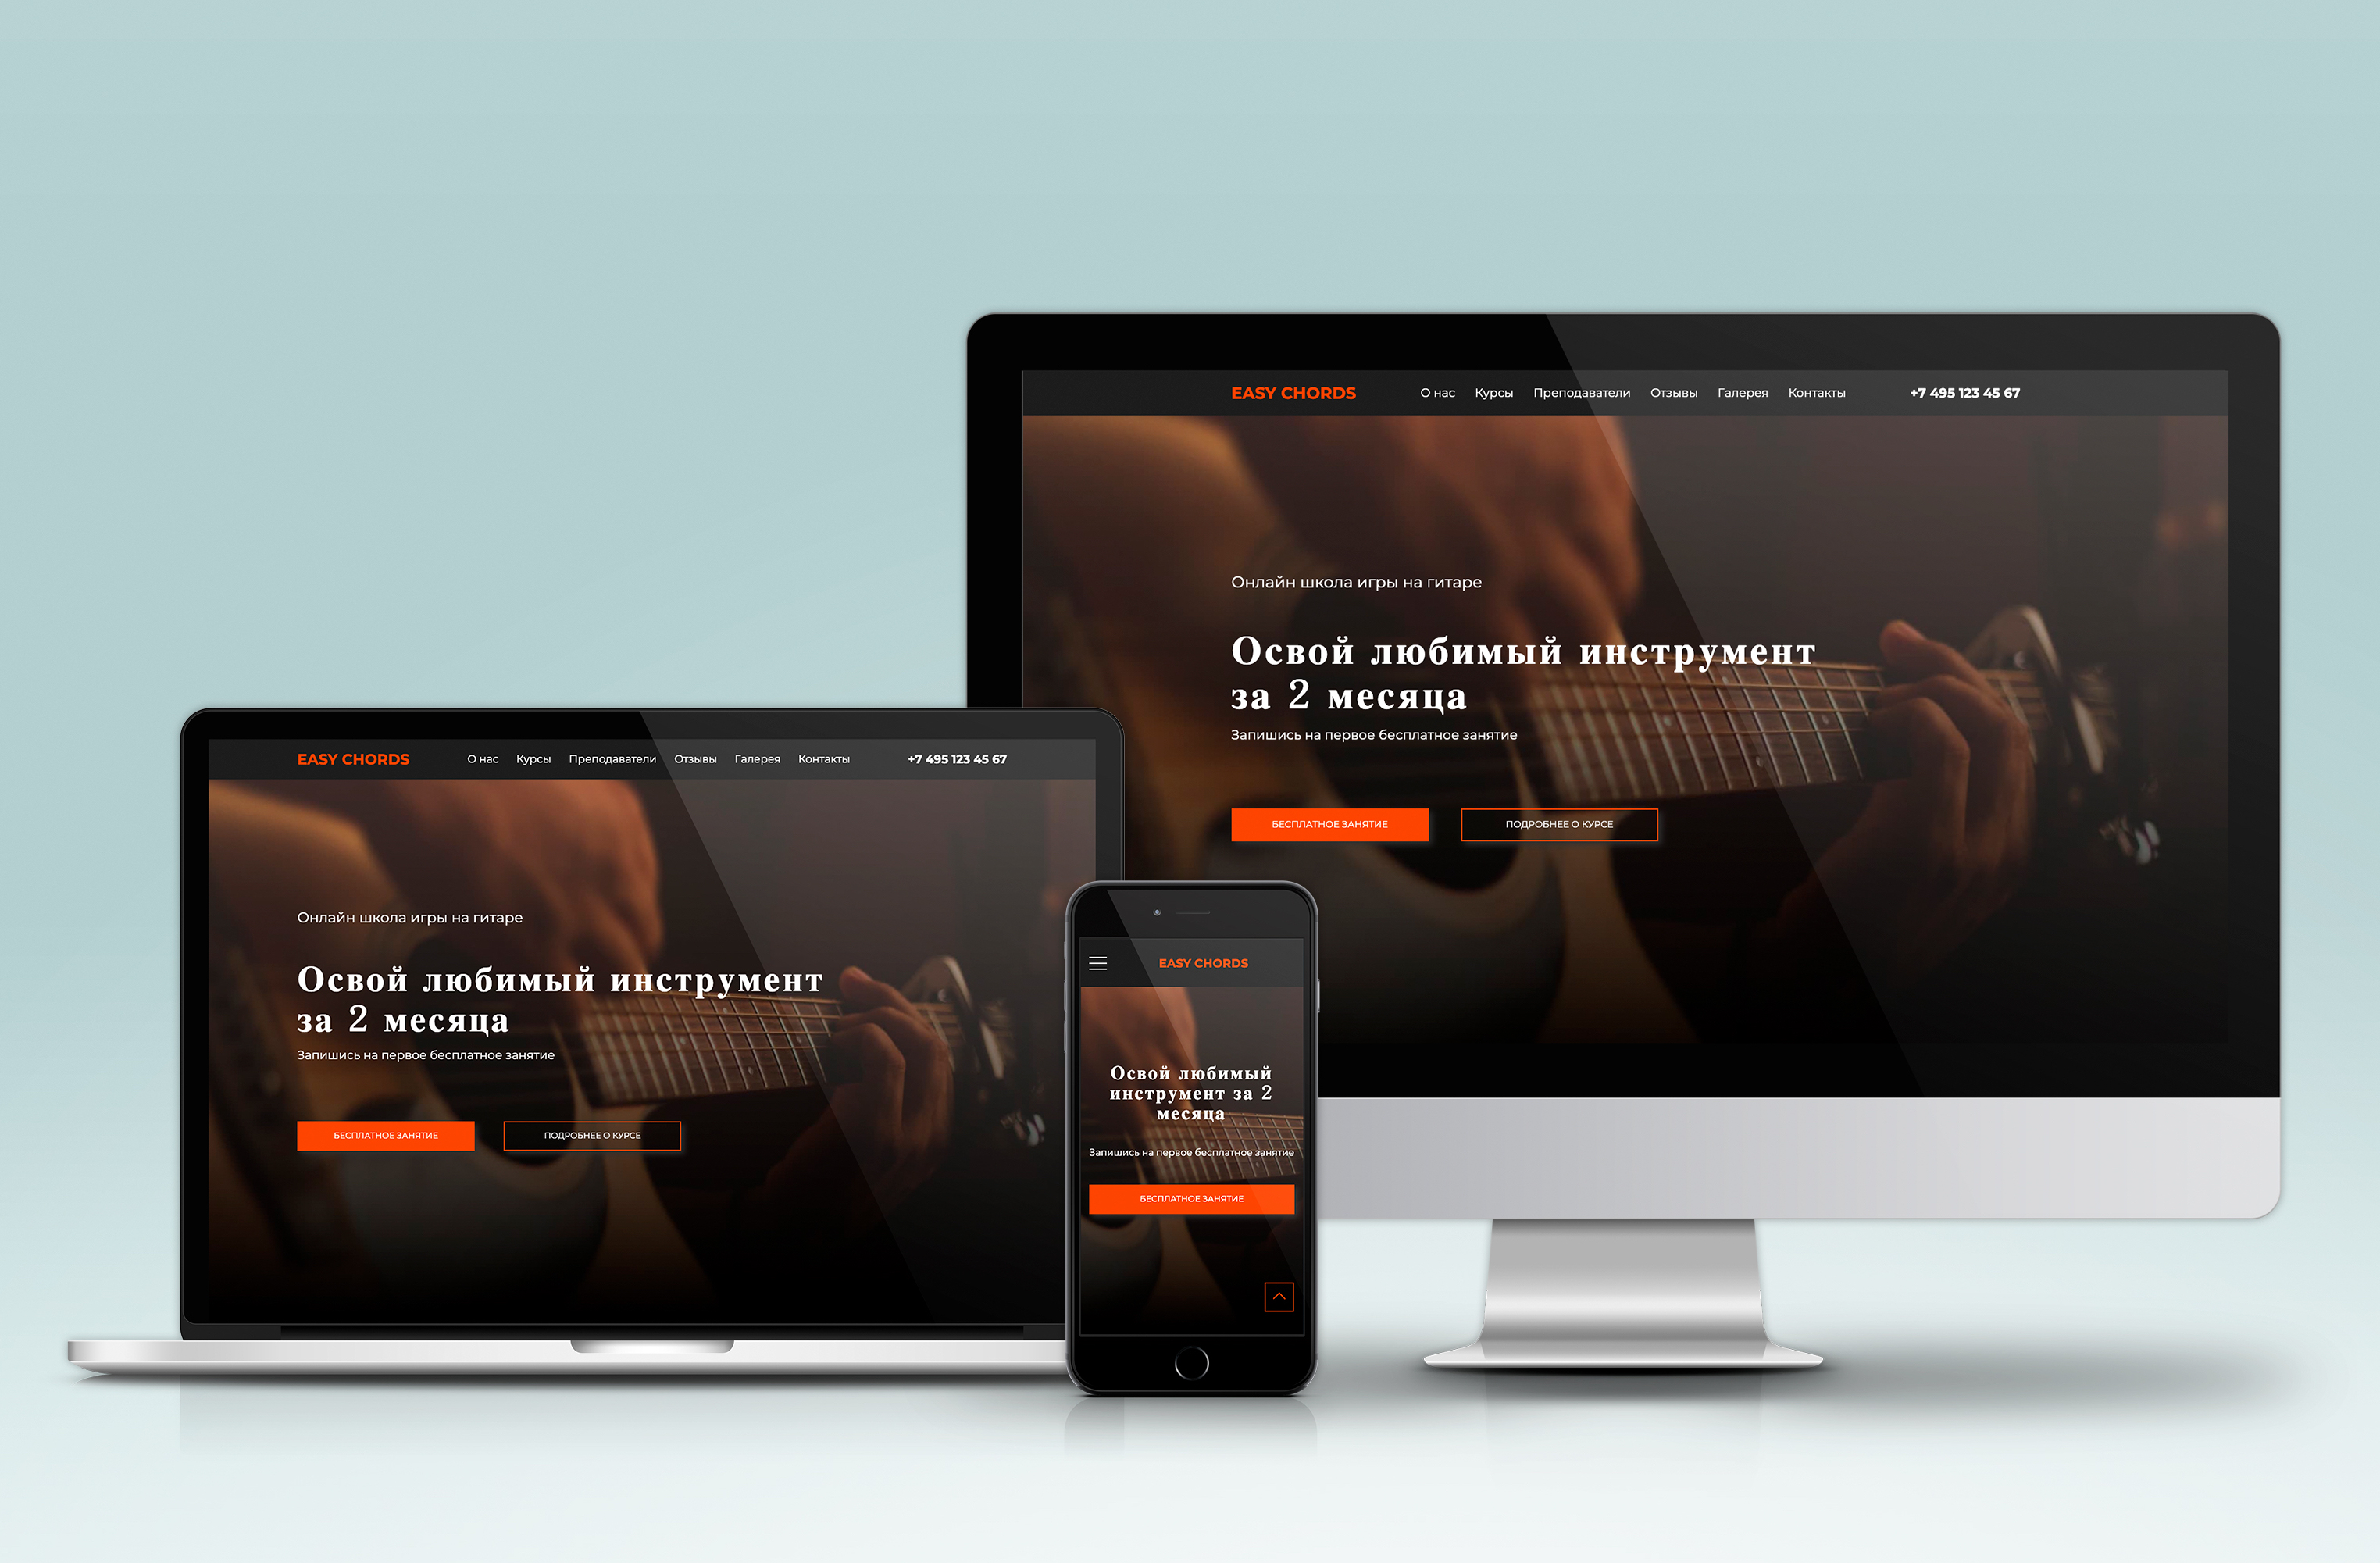 EASY CHORDS О нас Курсы Преподаватели Отзывы Галерея Контакты +7 495 123 45 67
Онлайн школа игры на гитаре
Освой любимый инструмент
за 2 месяца
Запишись на первое бесплатное занятие
БЕСПЛАТНОЕ ЗАНЯТИЕ ПОДРОБНЕЕ О КУРСЕ
EASY CHORDS О нас Курсы Преподаватели Отзывы Галерея Контакты +7 495 123 45 67
Онлайн школа игры на гитаре
Освой любимый инструмент
за 2 месяца
Запишись на первое бесплатное занятие
БЕСПЛАТНОЕ ЗАНЯТИЕ ПОДРОБНЕЕ О КУРСЕ
EASY CHORDS
Освой любимый
инструмент за 2
месяца
Запишись на первое бесплатное занятие
БЕСПЛАТНОЕ ЗАНЯТИЕ